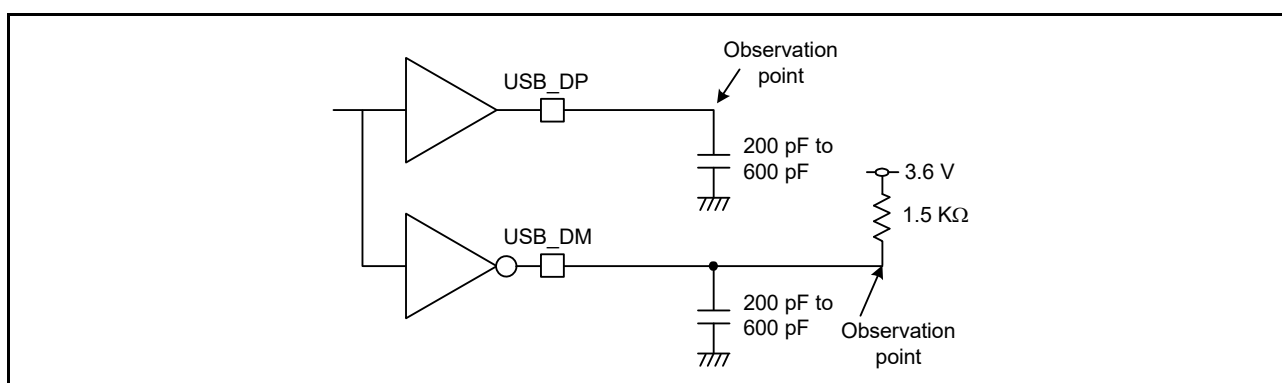 Observation
point
USB_DP
200 pF to
600 pF
3.6 V
1.5 KΩ
USB_DM
200 pF to
600 pF
Observation
point